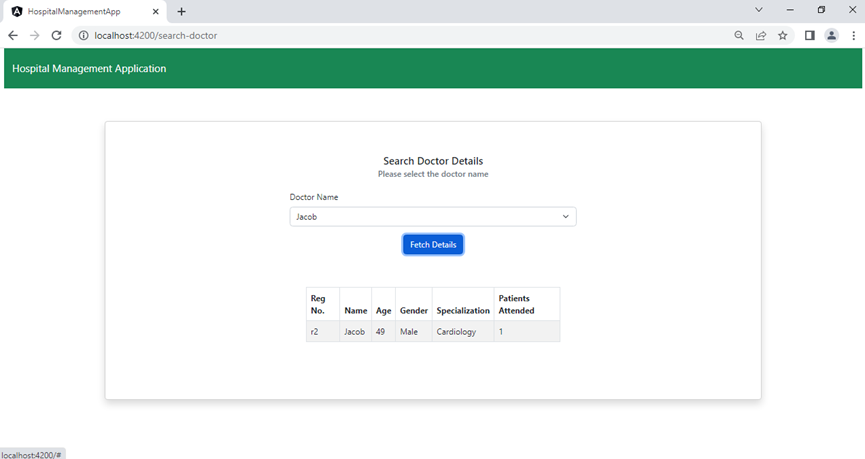 HospitalManagementApp
localhost:4200/search-doctor
Hospital Management Application
Search Doctor Details
Please select the doctor name
Doctor Name
Jacob
Fetch Details
Reg No. Name Age Gender Specialization Patients Attended
r2 Jacob 49 Male Cardiology 1
localhost:4200/#